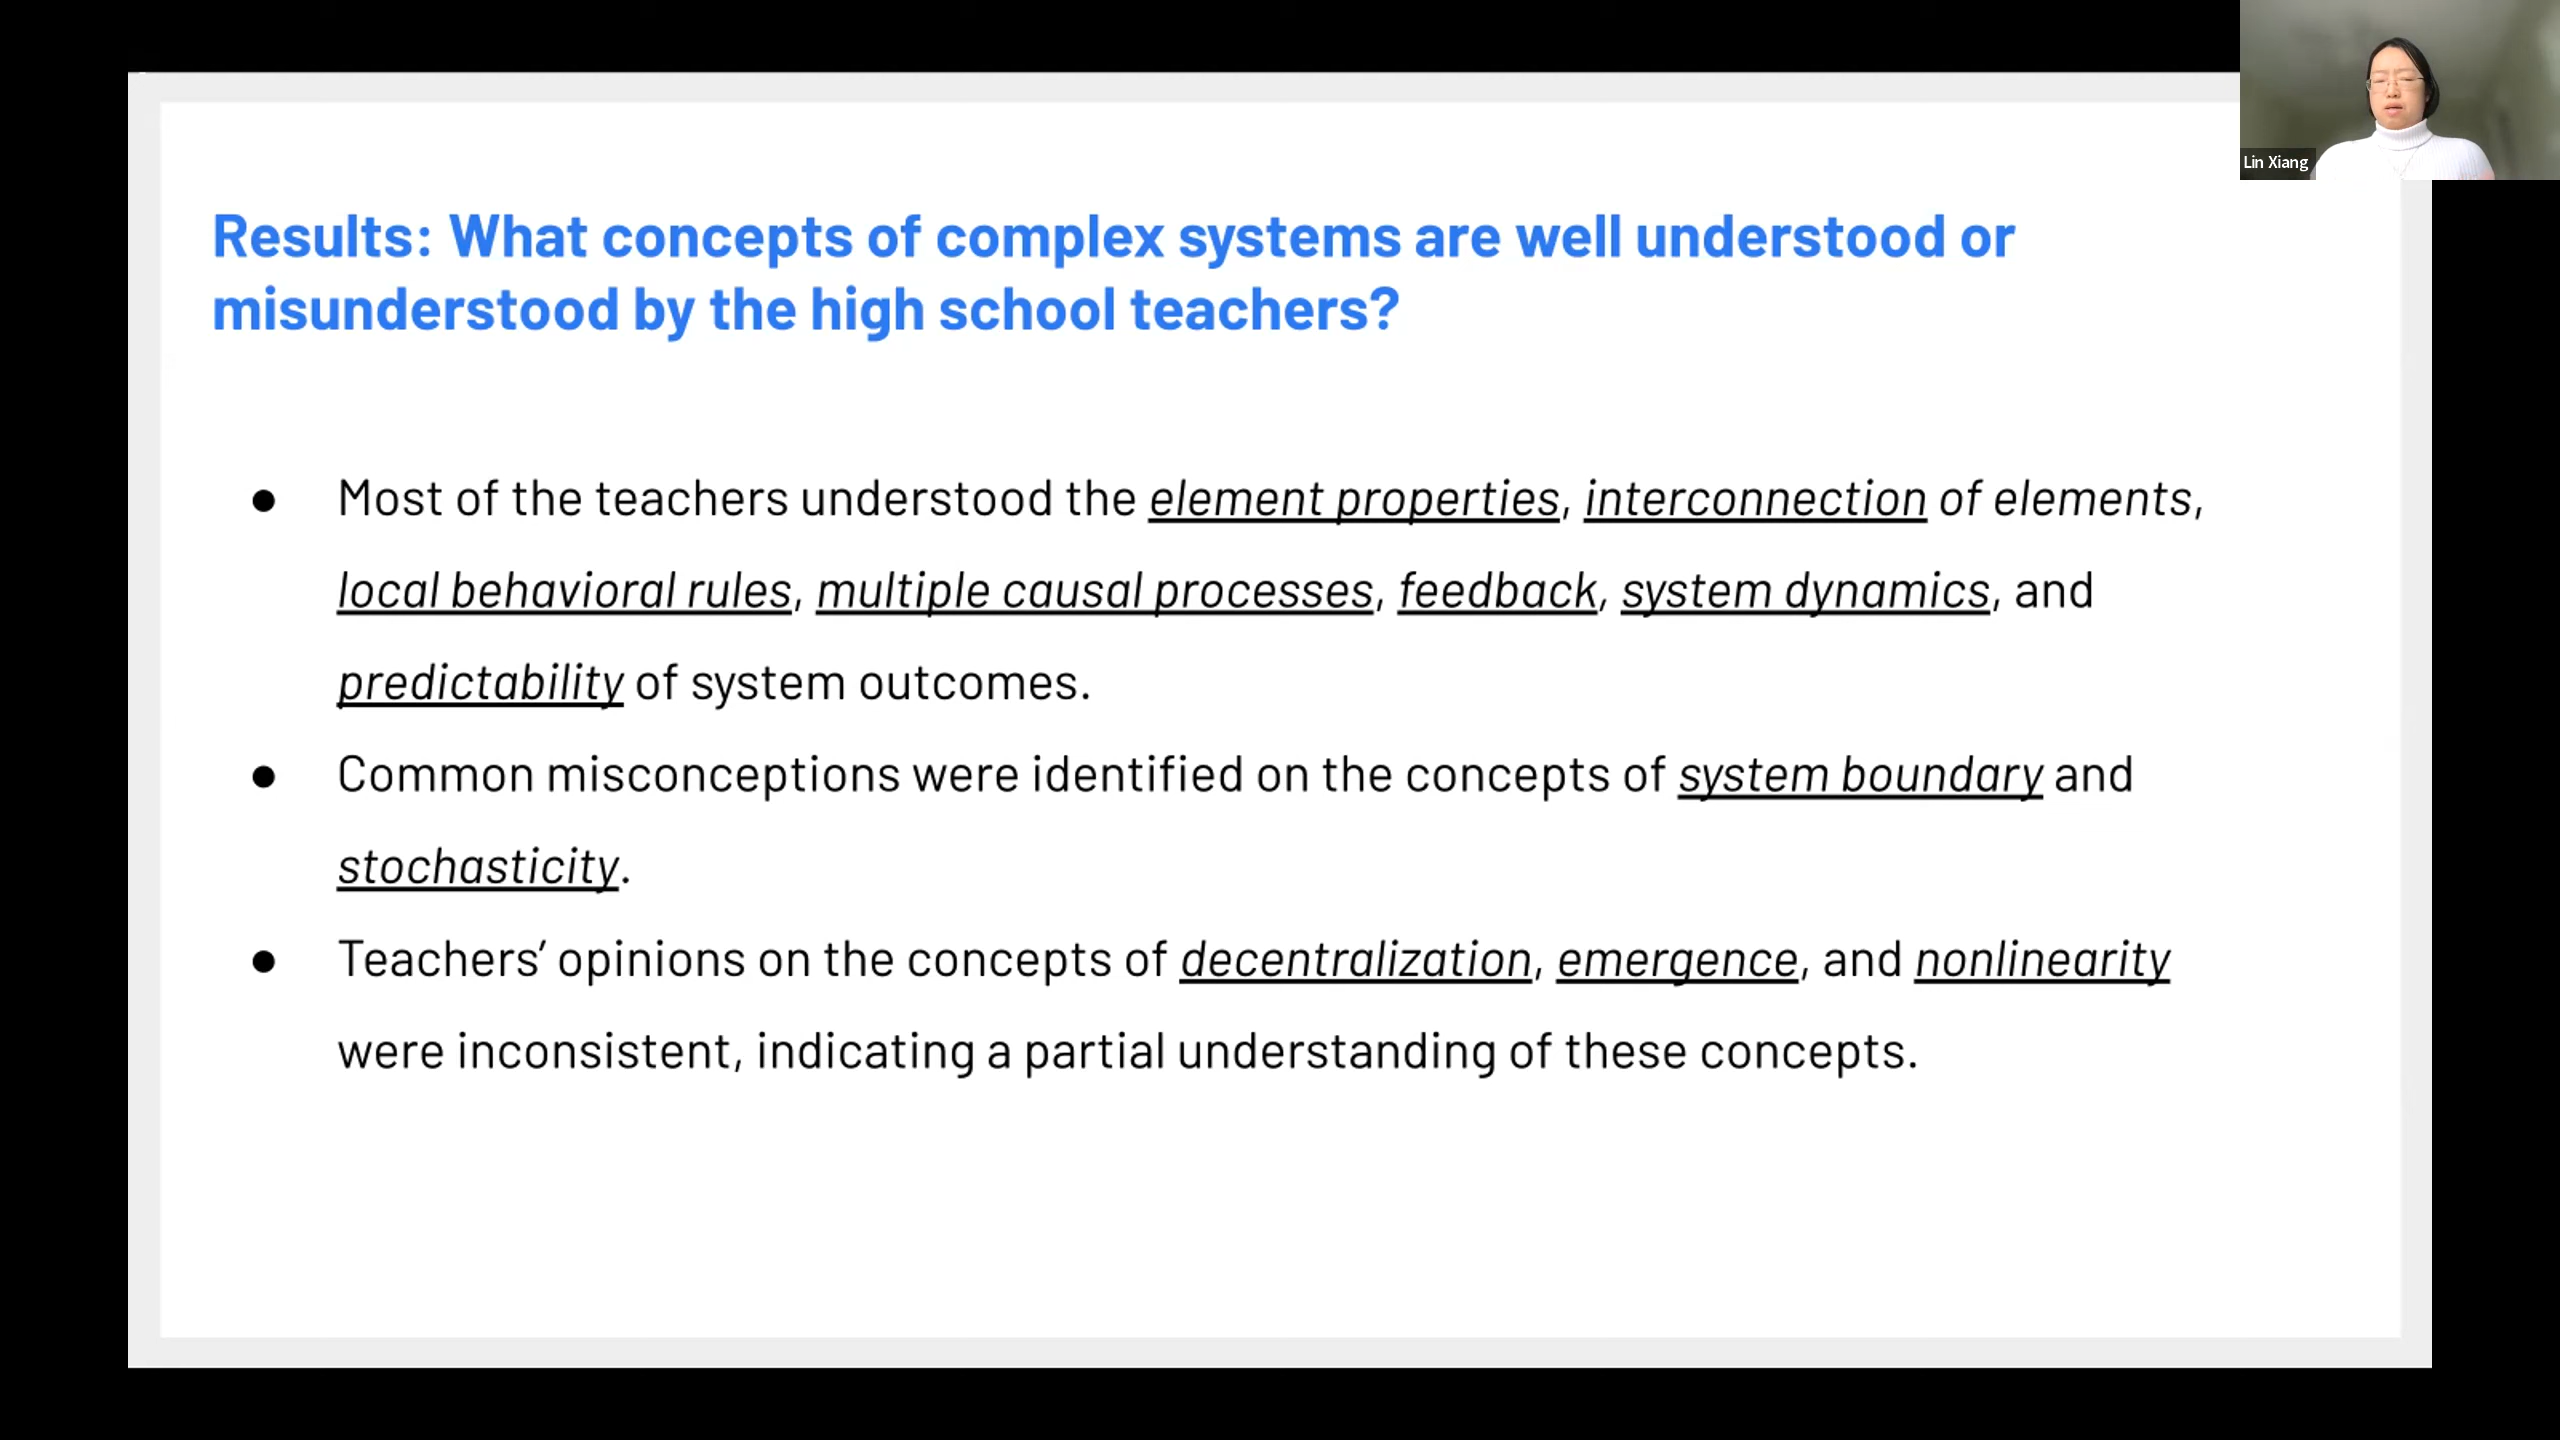 Lin Xiang
Results: What concepts of complex systems are well understood or
misunderstood by the high school teachers?
● Most of the teachers understood the element properties, interconnection of elements,
local behavioral rules, multiple causal processes, feedback, system dynamics, and
predictability of system outcomes.
● Common misconceptions were identified on the concepts of system boundary and
stochasticity.
● Teachers’ opinions on the concepts of decentralization, emergence, and nonlinearity
were inconsistent, indicating a partial understanding of these concepts.